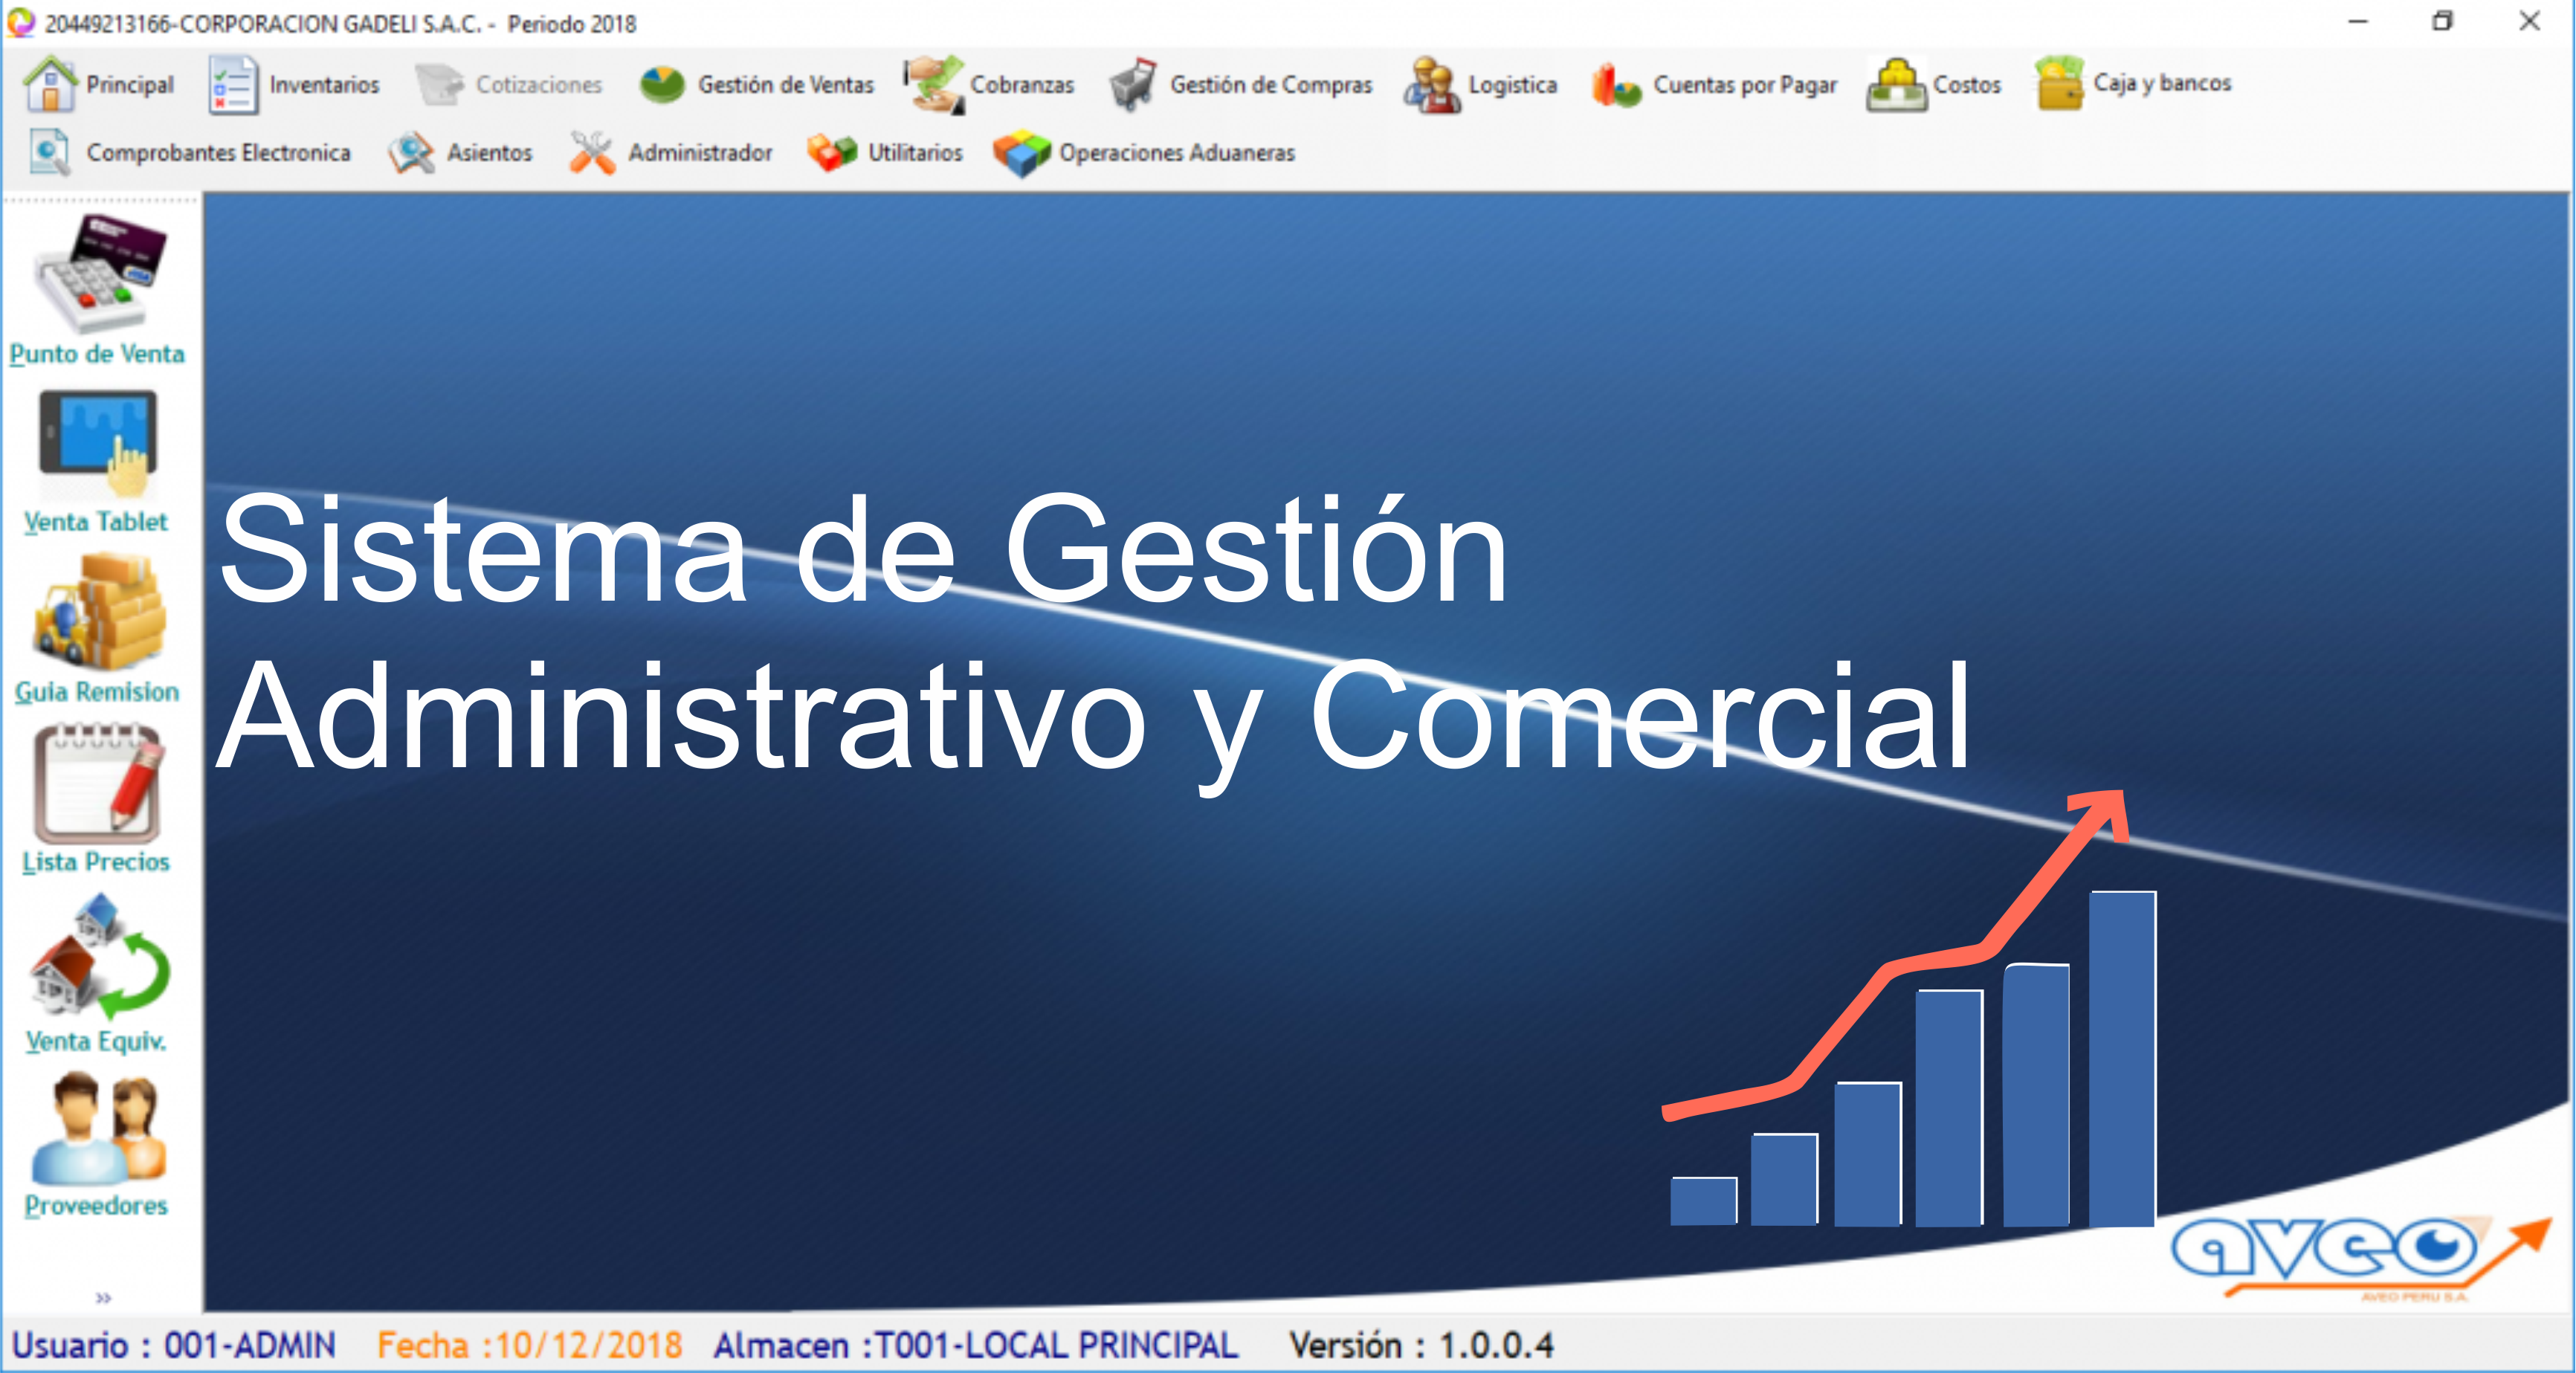 20449213166-CORPORACION GADELI S.A.C. - Periodo 2018
Principal Inventarios Cotizaciones Gestión de Ventas Cobranzas Gestión de Compras Logistica Cuentas por Pagar Costos Caja y bancos
Comprobantes Electronica Asientos Administrador Utilitarios Operaciones Aduaneras
Punto de Venta
Venta Tablet
Guia Remision
Lista Precios
Venta Equiv.
Proveedores
»
Sistema de Gestión
Administrativo y Comercial
aveo
AVEO PERU S.A.
Usuario : 001-ADMIN Fecha :10/12/2018 Almacen :T001-LOCAL PRINCIPAL Versión : 1.0.0.4